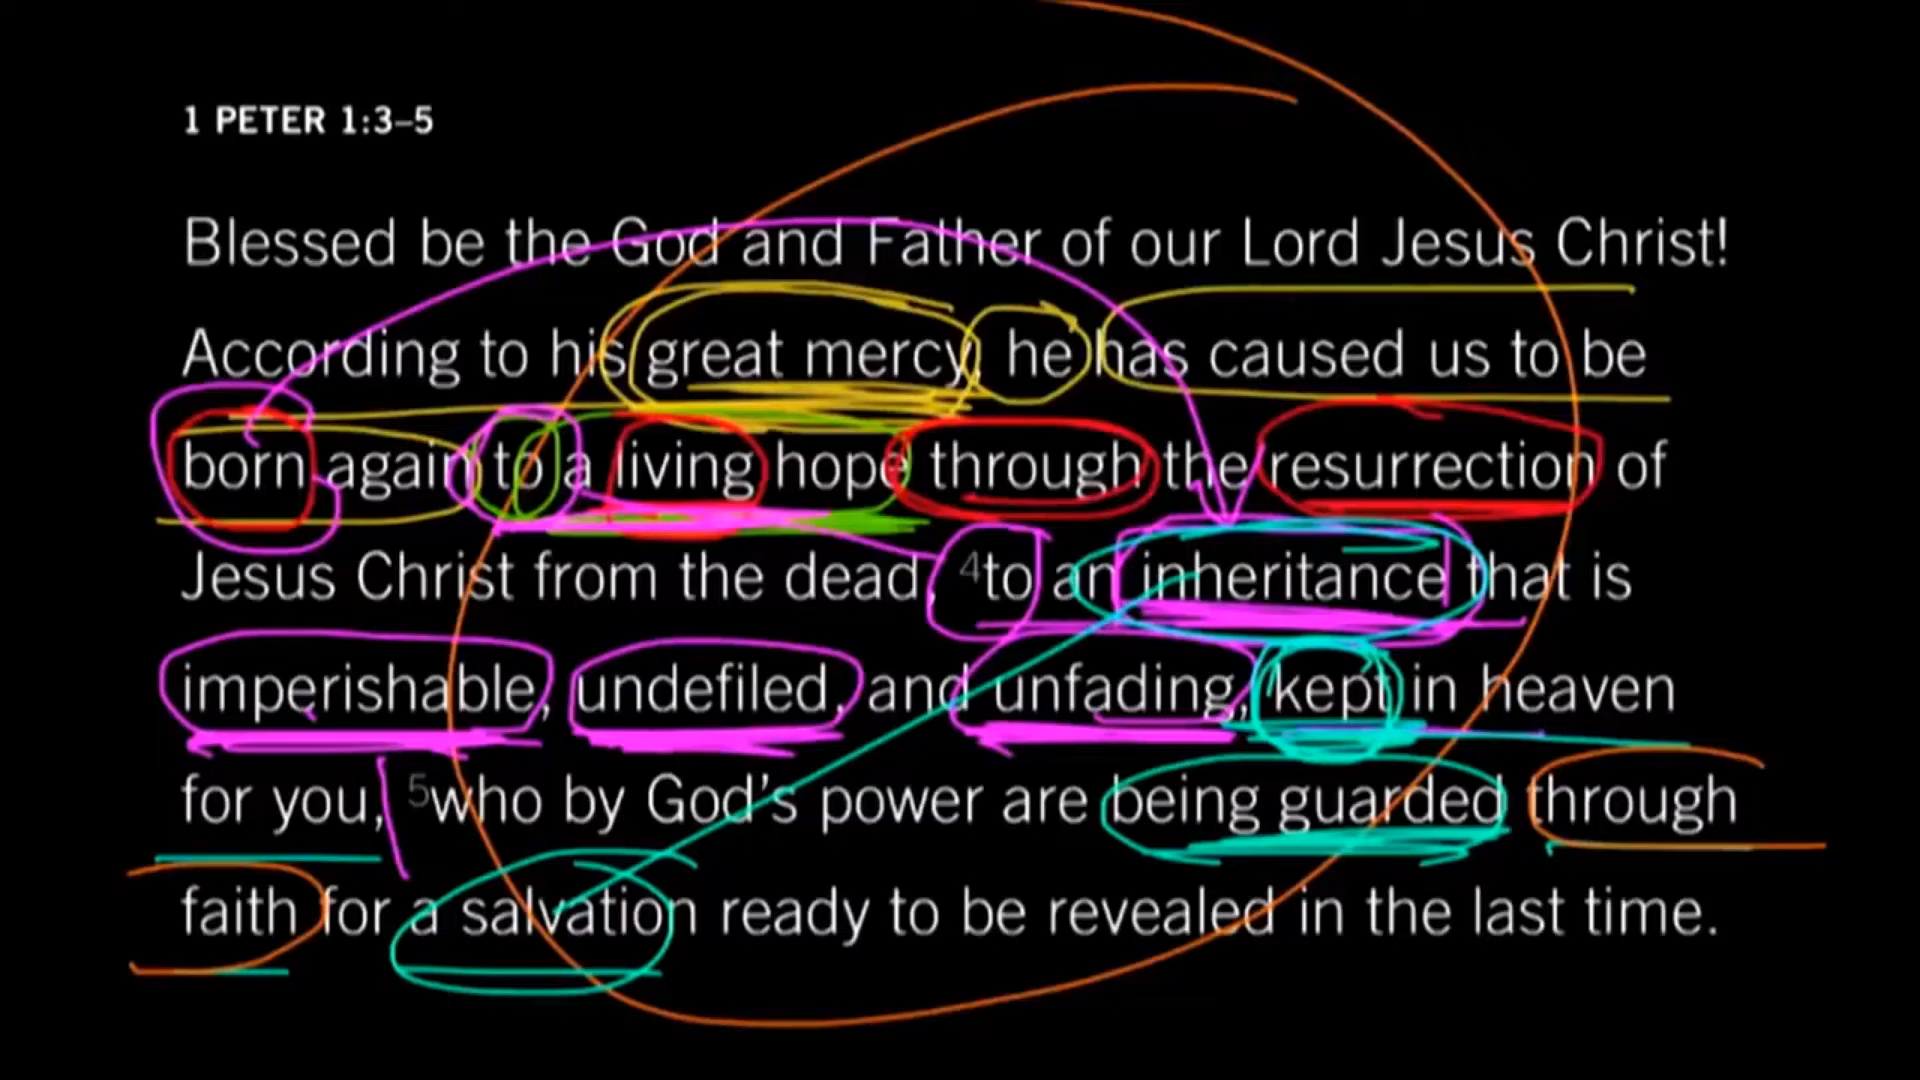 1 PETER 1:3–5
Blessed be the God and Father of our Lord Jesus Christ!
According to his great mercy, he has caused us to be
born again to a living hope through the resurrection of
Jesus Christ from the dead, 4to an inheritance that is
imperishable, undefiled, and unfading, kept in heaven
for you, 5who by God’s power are being guarded through
faith for a salvation ready to be revealed in the last time.